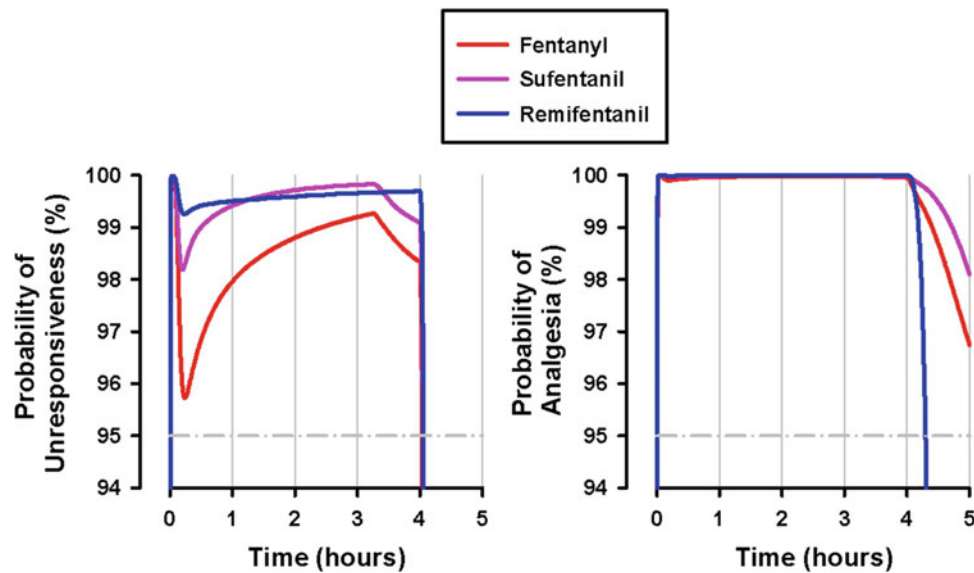 Fentanyl
Sufentanil
Remifentanil
Probability of
Unresponsiveness (%)
100
99
98
97
96
95
94
0 1 2 3 4 5
Time (hours)
Probability of
Analgesia (%)
100
99
98
97
96
95
94
0 1 2 3 4 5
Time (hours)